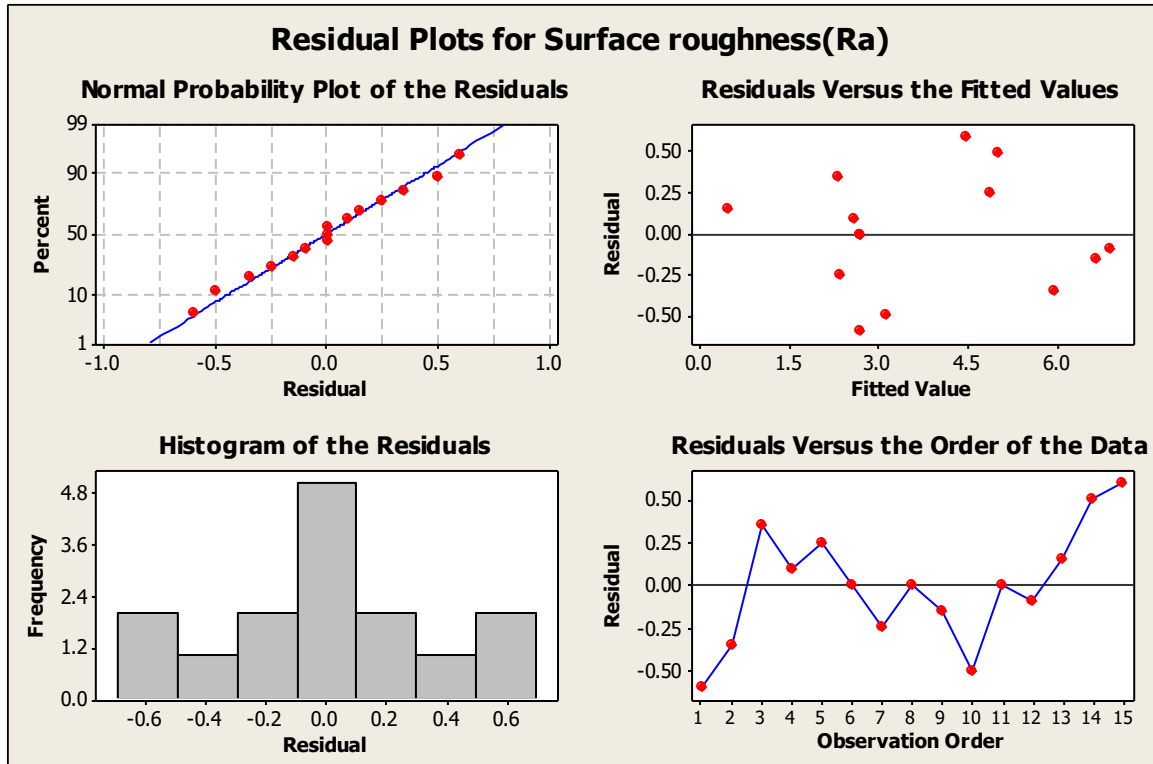 Residual Plots for Surface roughness(Ra)
Normal Probability Plot of the Residuals
99
90
50
10
1
Percent
-1.0 -0.5 0.0 0.5 1.0
Residual
Residuals Versus the Fitted Values
0.50
0.25
0.00
-0.25
-0.50
Residual
0.0 1.5 3.0 4.5 6.0
Fitted Value
Histogram of the Residuals
4.8
3.6
2.4
1.2
0.0
Frequency
-0.6 -0.4 -0.2 0.0 0.2 0.4 0.6
Residual
Residuals Versus the Order of the Data
0.50
0.25
0.00
-0.25
-0.50
Residual
1 2 3 4 5 6 7 8 9 10 11 12 13 14 15
Observation Order